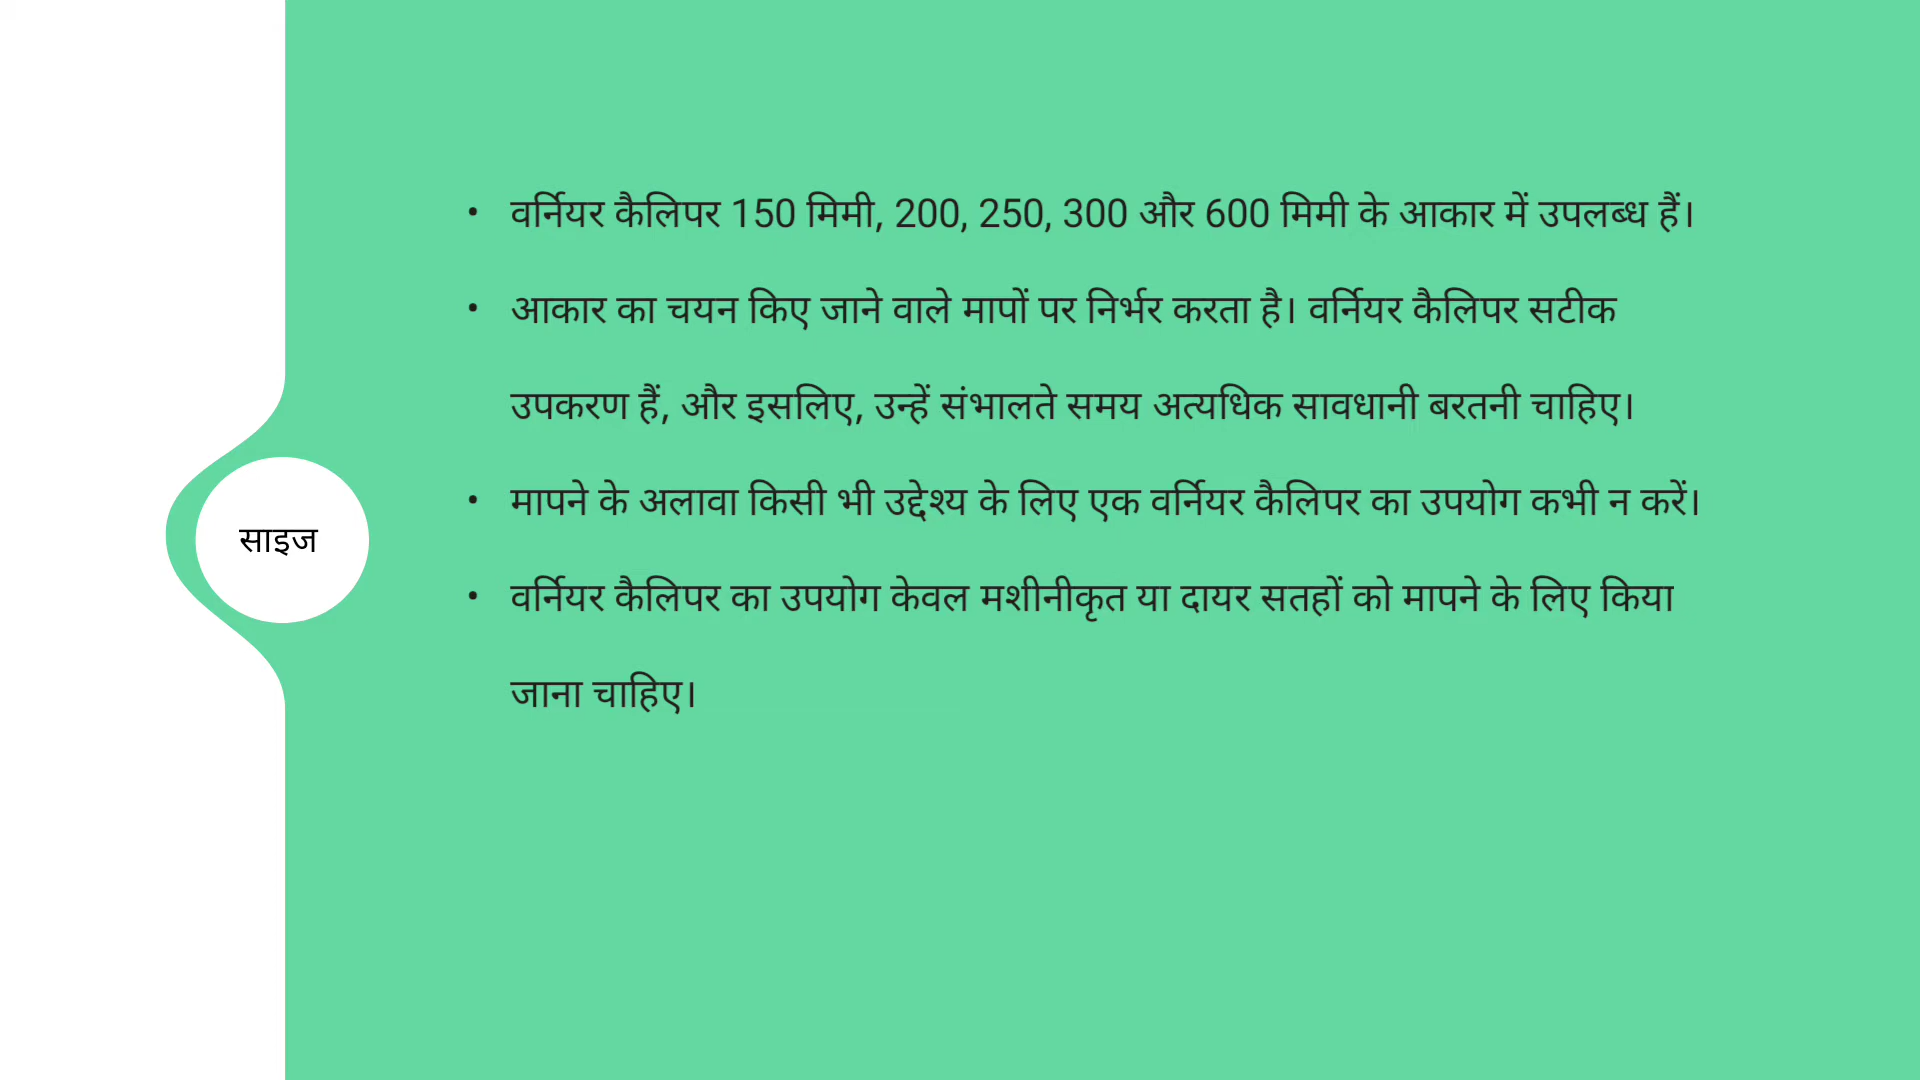 • वर्नियर कैलिपर 150 मिमी, 200, 250, 300 और 600 मिमी के आकार में उपलब्ध हैं।
• आकार का चयन किए जाने वाले मापों पर निर्भर करता है। वर्नियर कैलिपर सटीक
उपकरण हैं, और इसलिए, उन्हें संभालते समय अत्यधिक सावधानी बरतनी चाहिए।
• मापने के अलावा किसी भी उद्देश्य के लिए एक वर्नियर कैलिपर का उपयोग कभी न करें।
साइज
• वर्नियर कैलिपर का उपयोग केवल मशीनीकृत या दायर सतहों को मापने के लिए किया
जाना चाहिए।